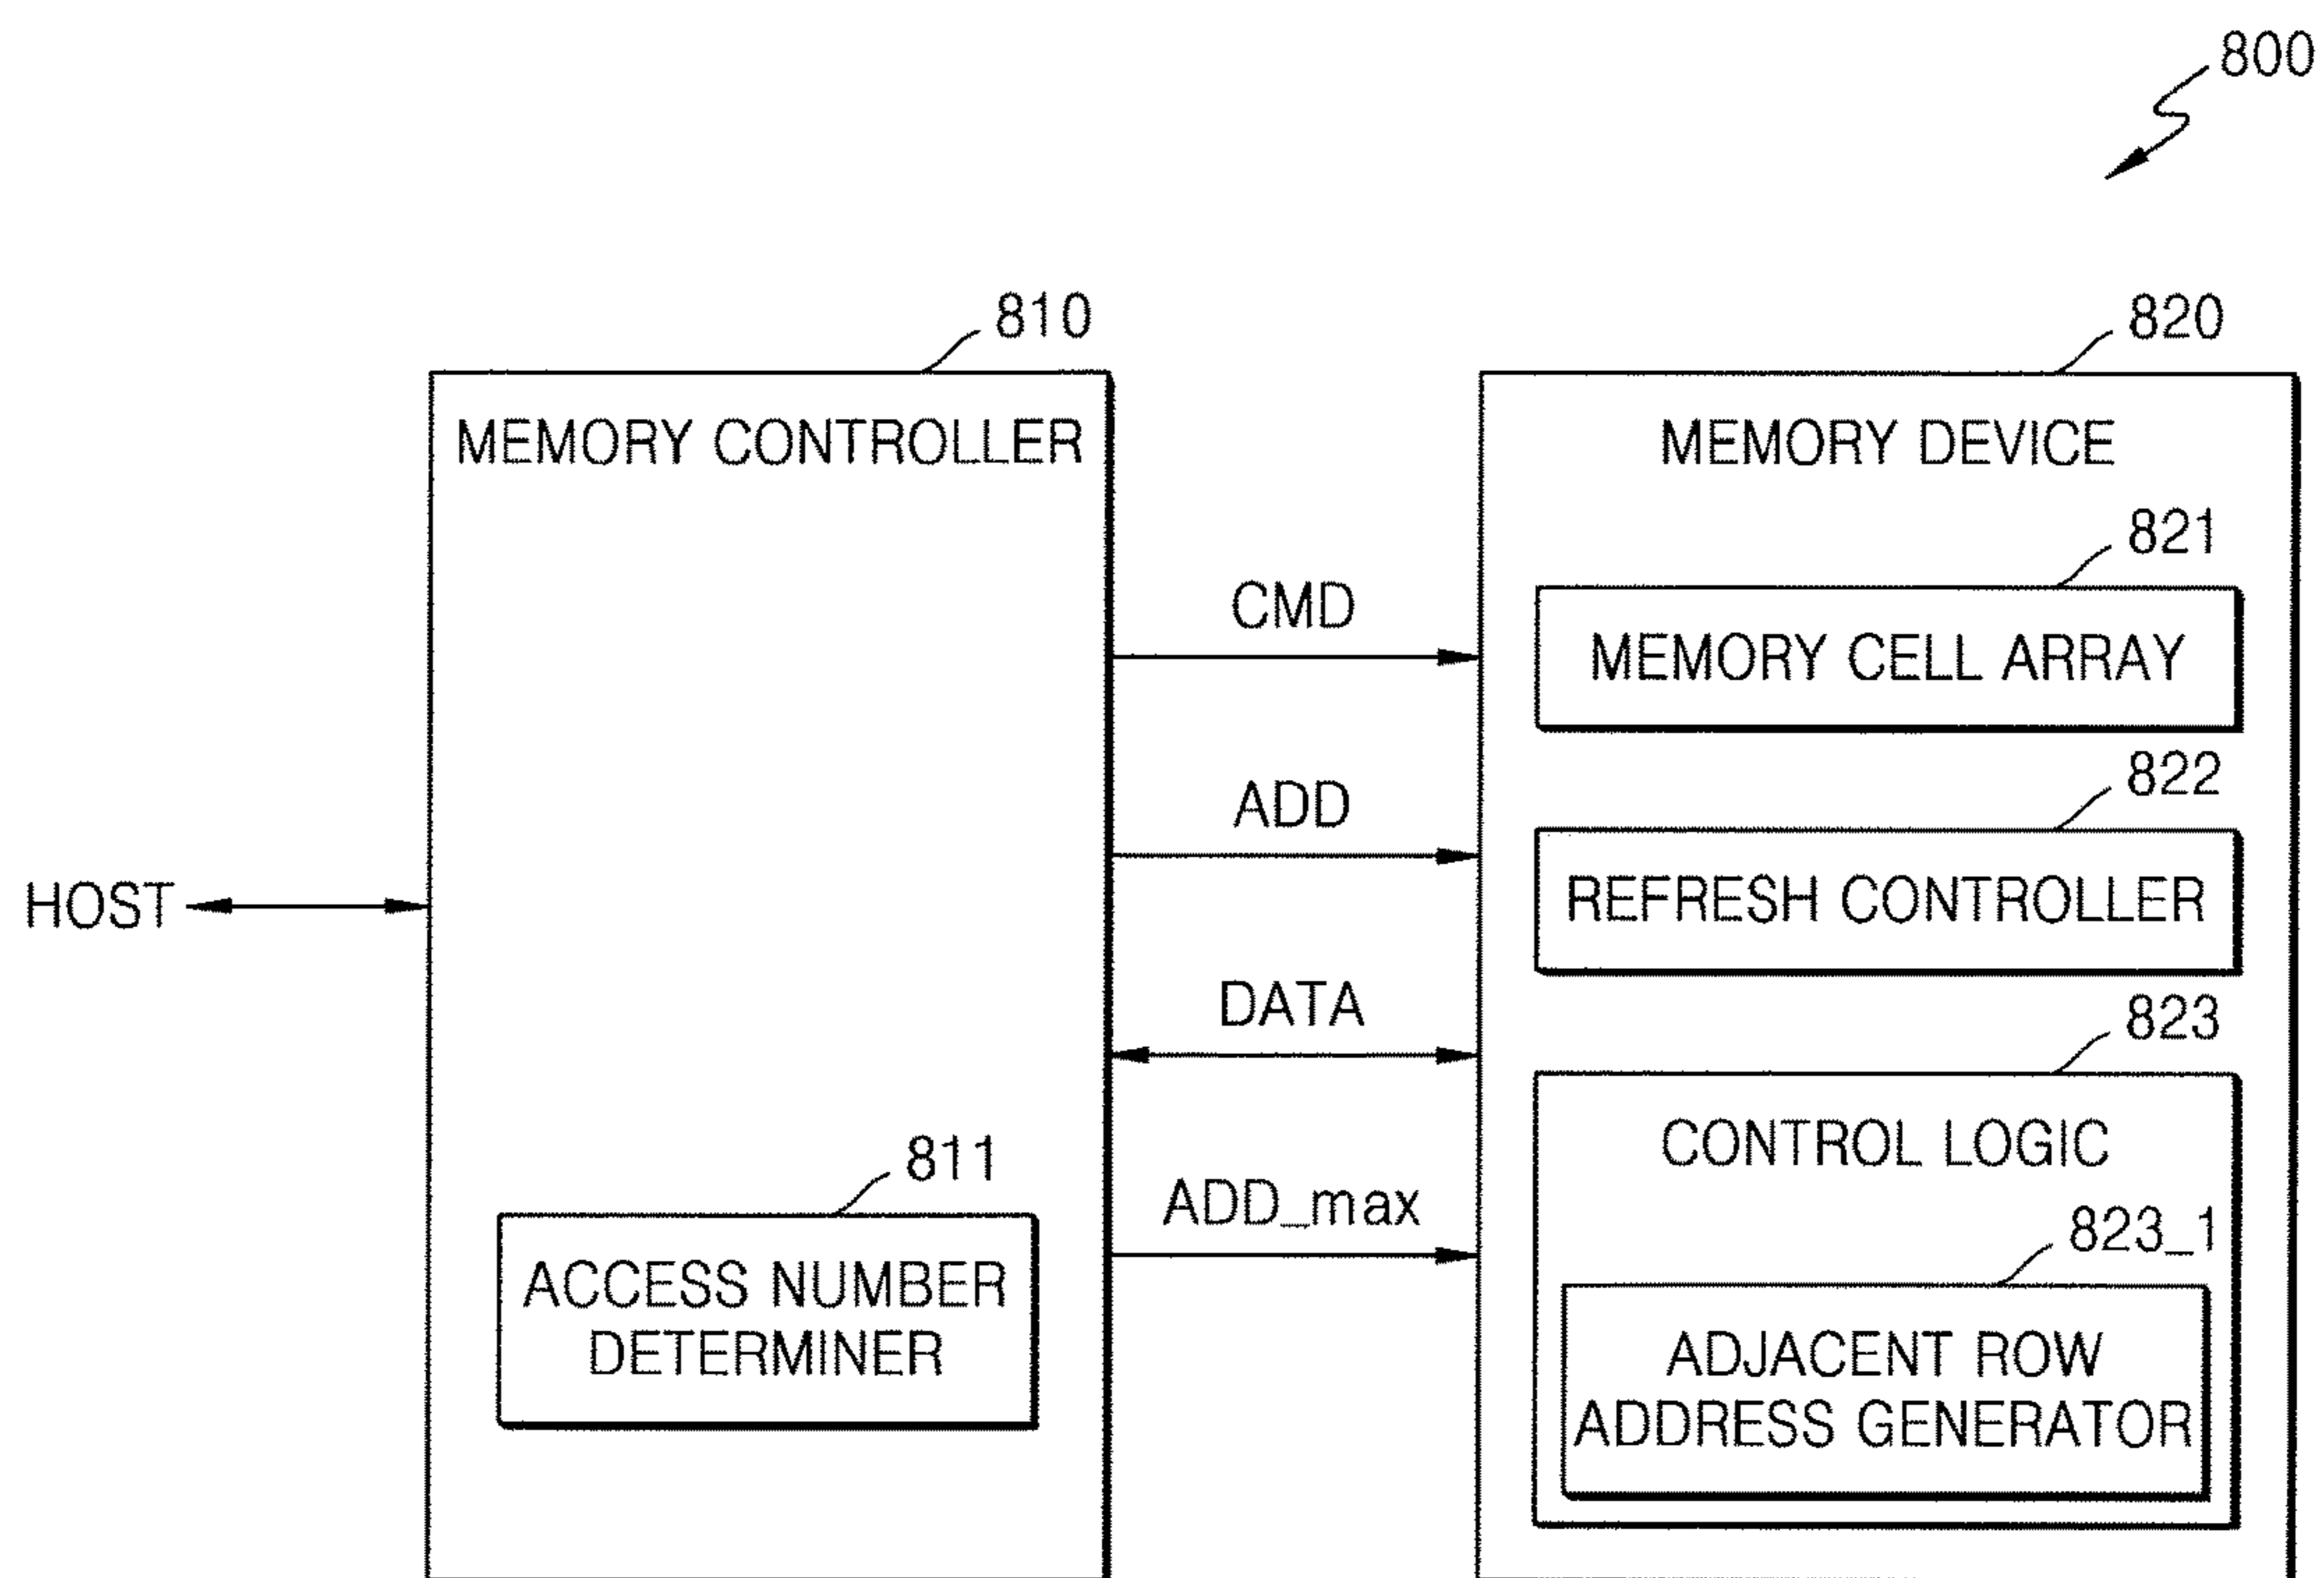 800
810
820
MEMORY CONTROLLER
MEMORY DEVICE
821
CMD
MEMORY CELL ARRAY
822
ADD
HOST
REFRESH CONTROLLER
DATA
823
CONTROL LOGIC
811
ADD_max
823_1
ACCESS NUMBER
DETERMINER
ADJACENT ROW
ADDRESS GENERATOR